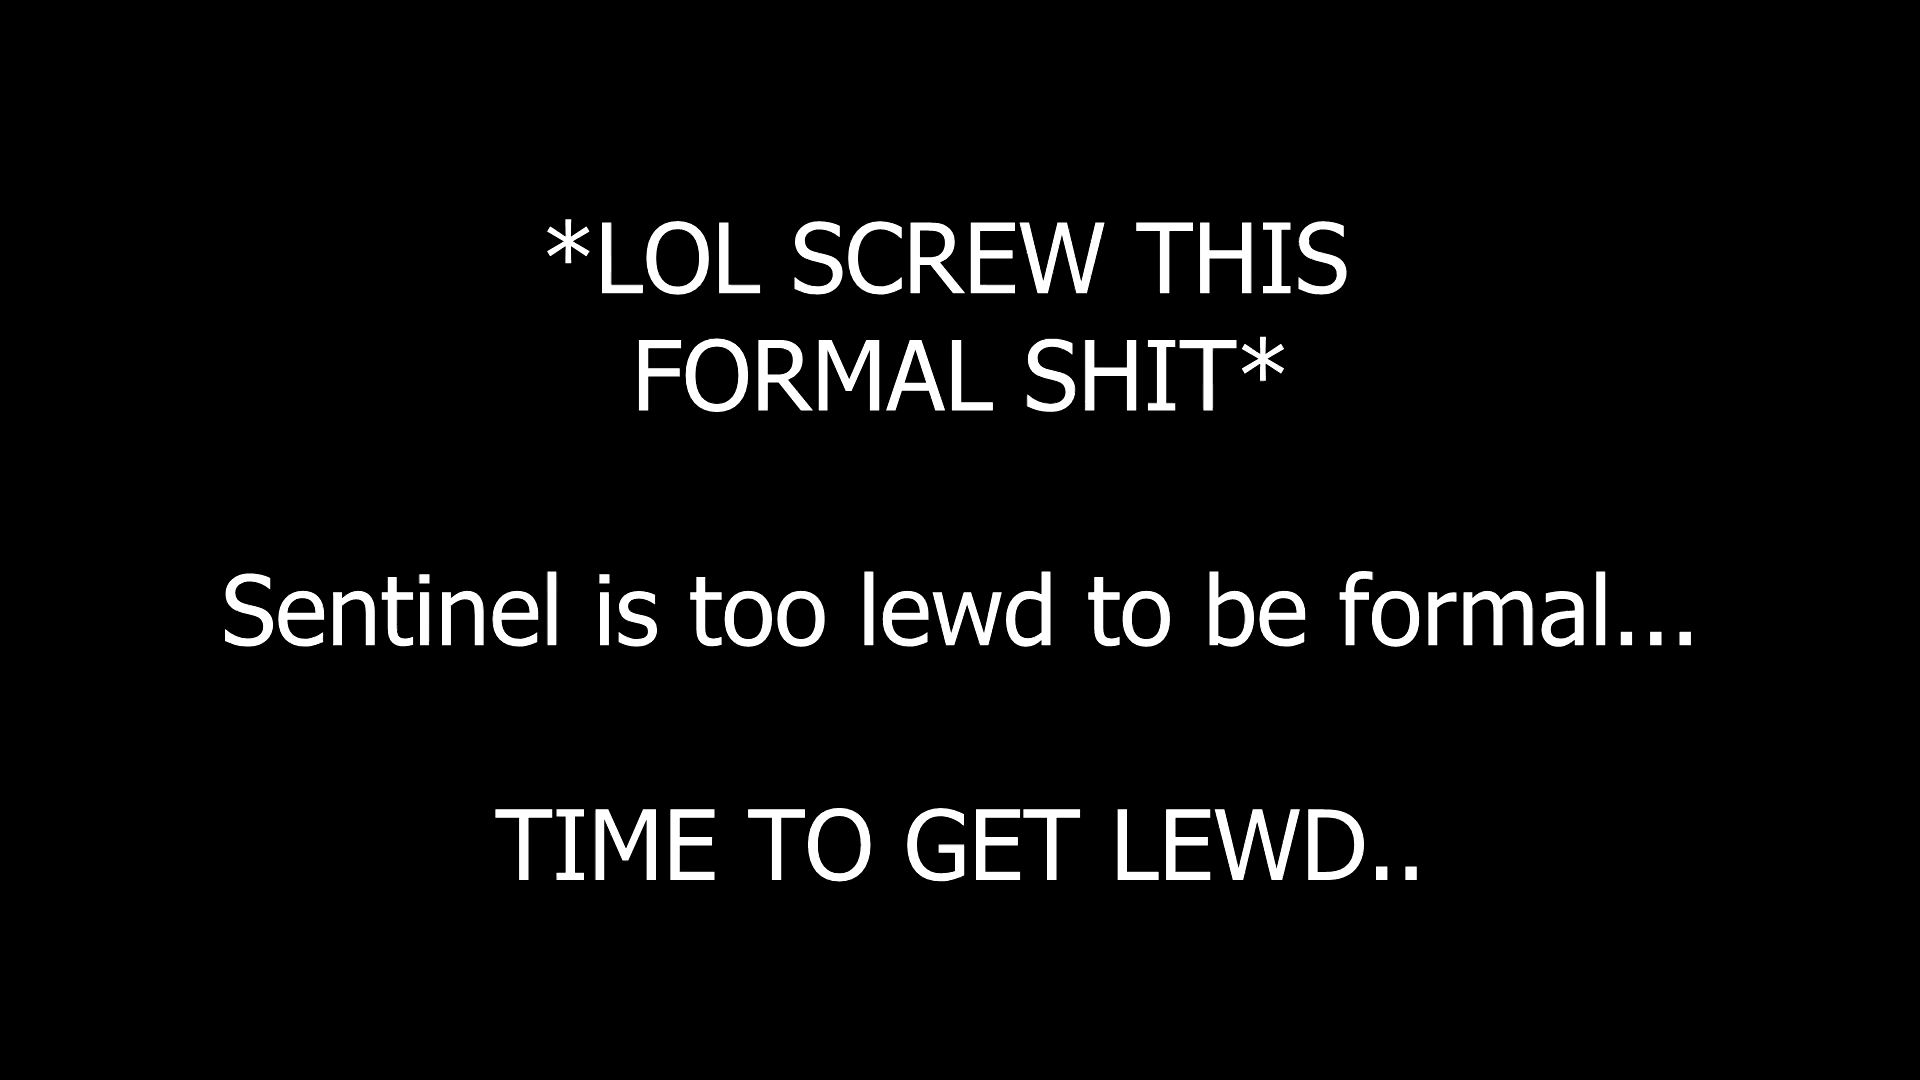 *LOL SCREW THIS
FORMAL SHIT*
Sentinel is too lewd to be formal...
TIME TO GET LEWD..